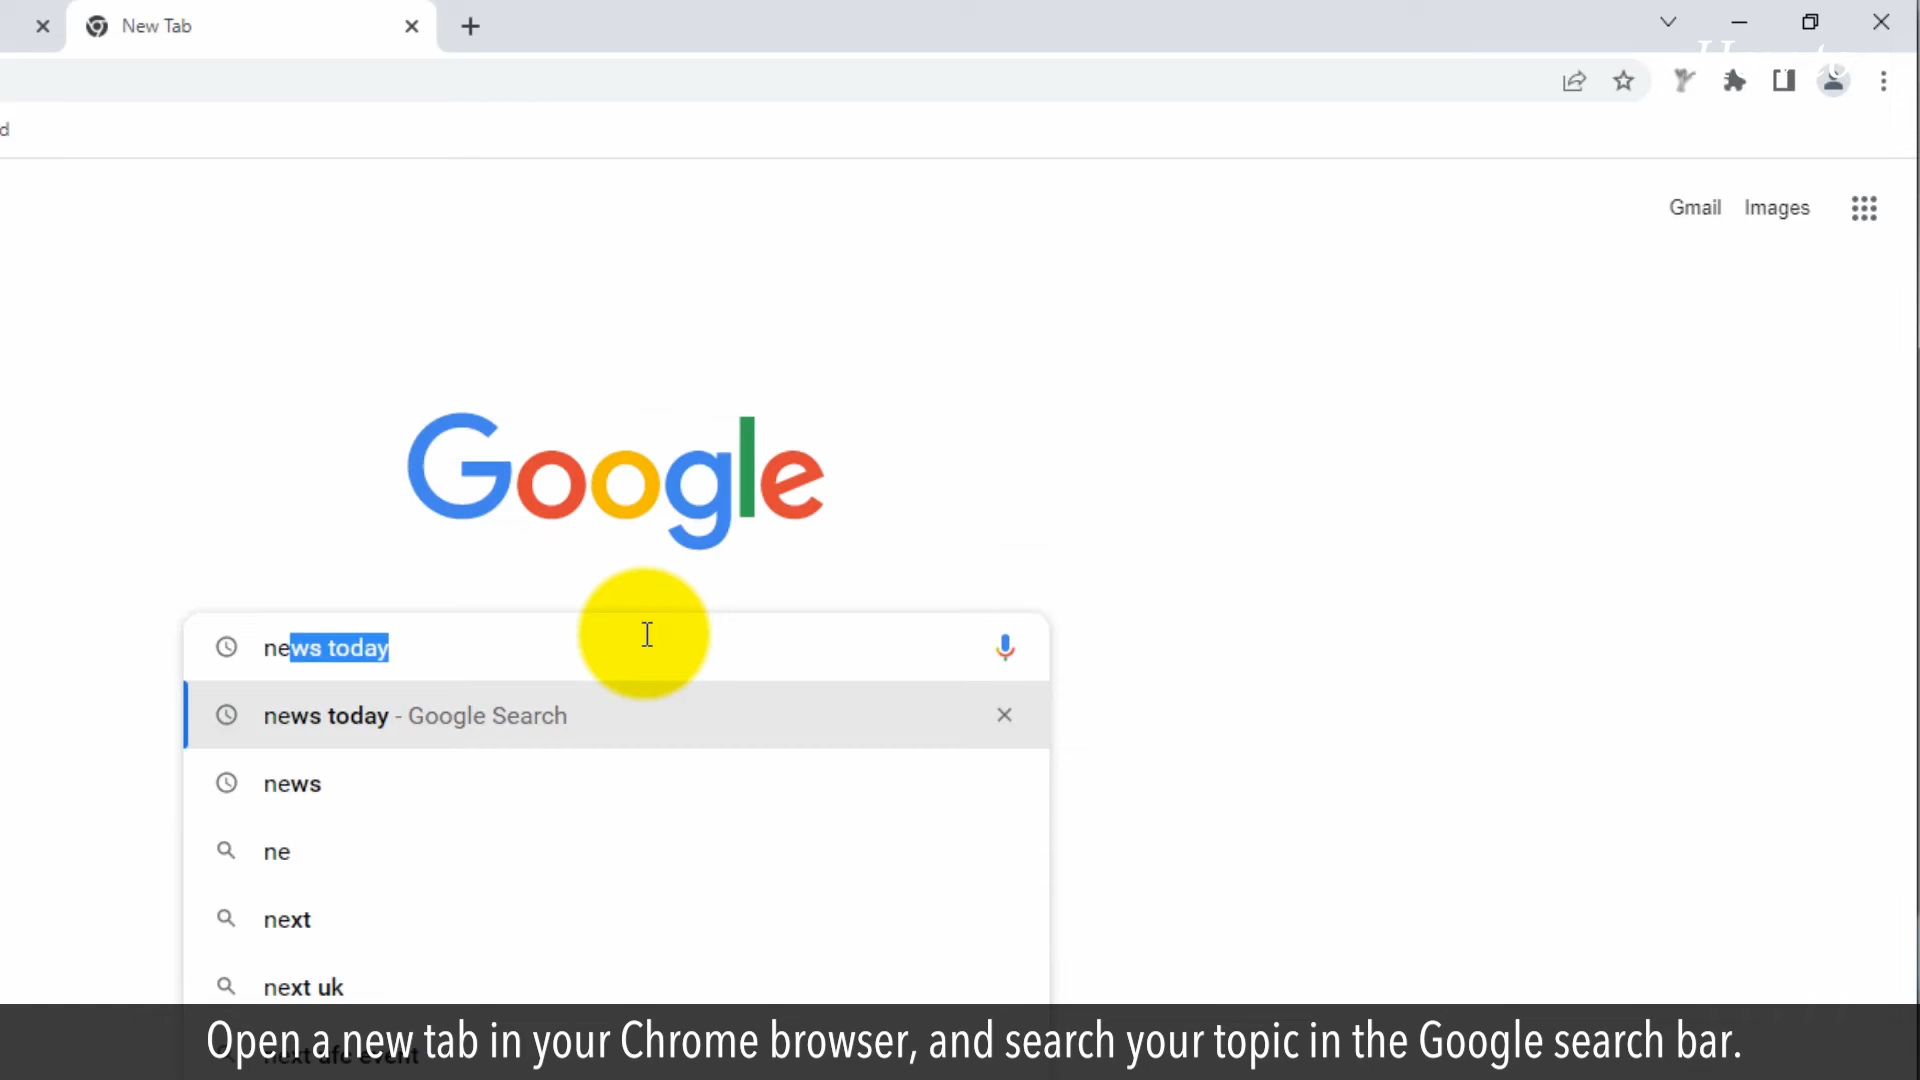 New Tab
d
Gmail Images
Google
news today
news today - Google Search
news
ne
next
next uk
Open a new tab in your Chrome browser, and search your topic in the Google search bar.